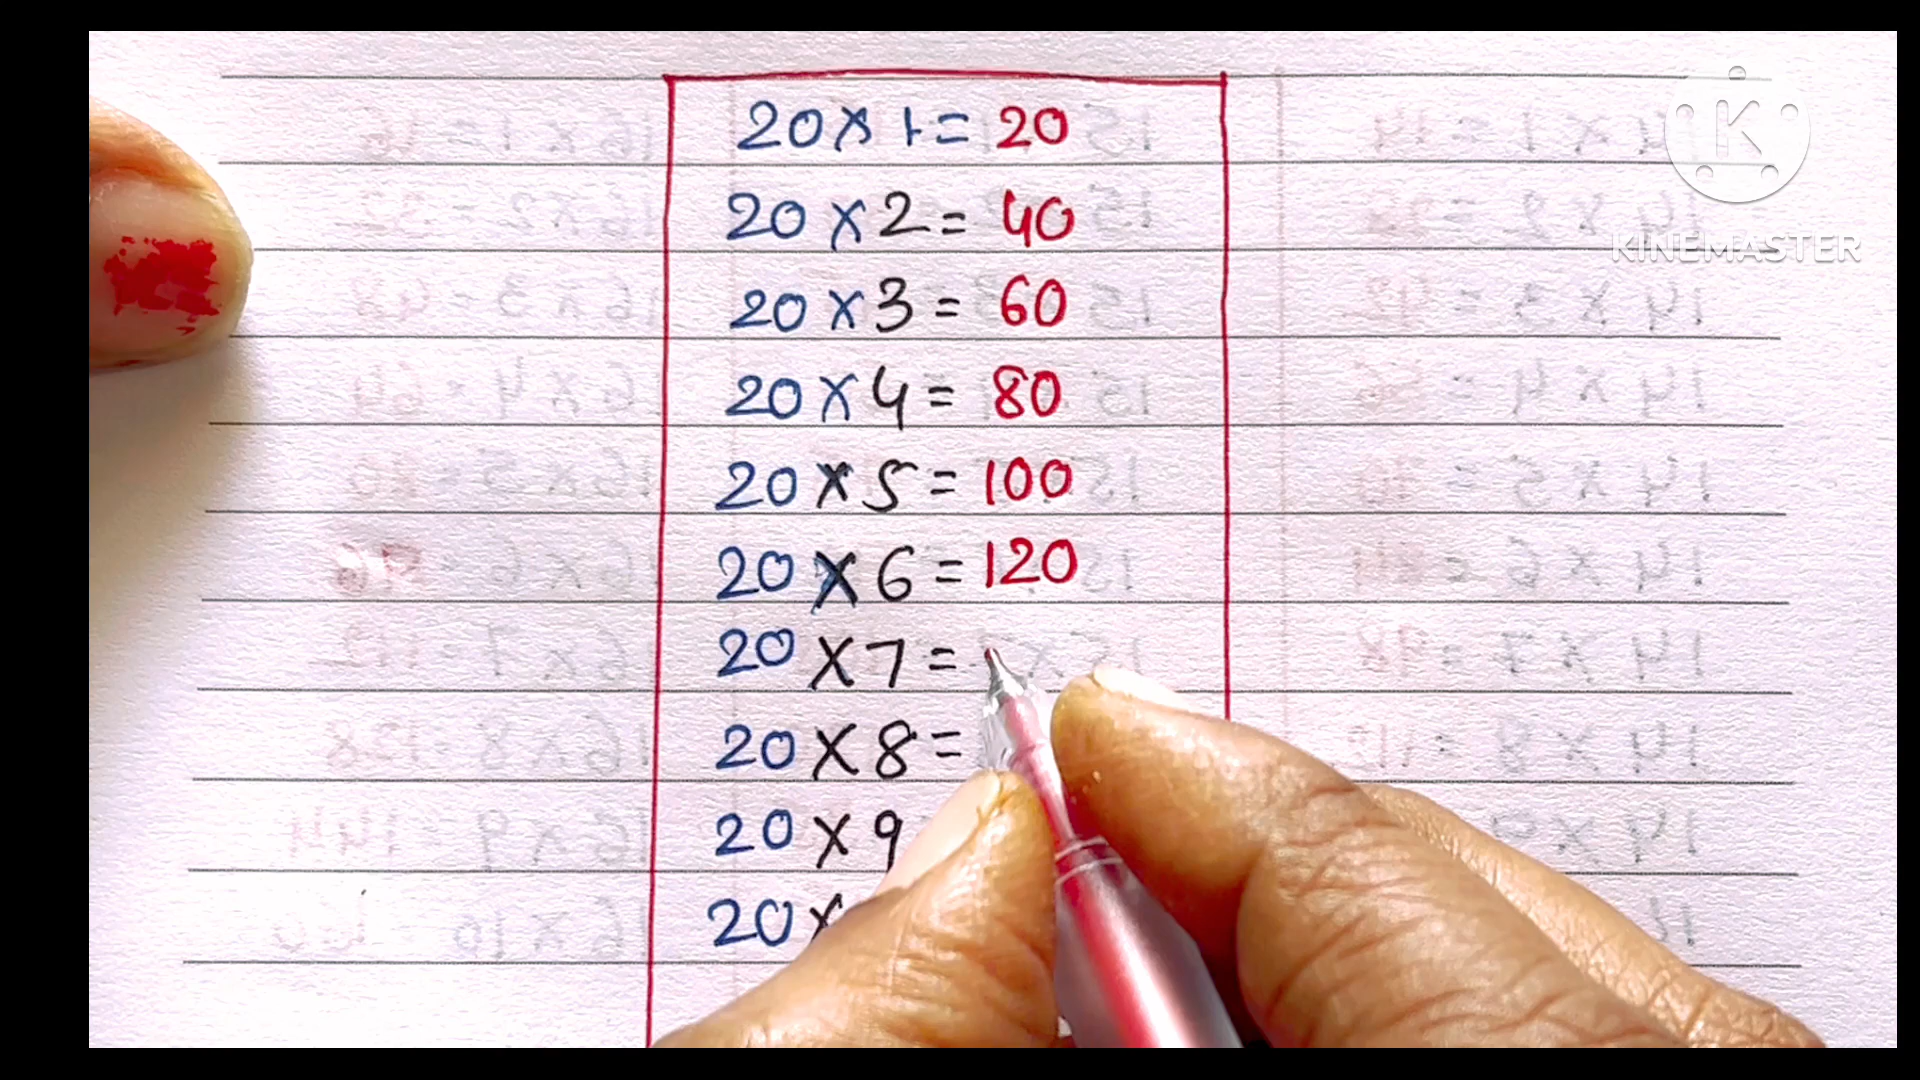 20 x 1 = 20
20 x 2 = 40
20 x 3 = 60
20 x 4 = 80
20 x 5 = 100
20 x 6 = 120
20 x 7 =
20 x 8 =
20 x 9
20 x
K
KINEMASTER